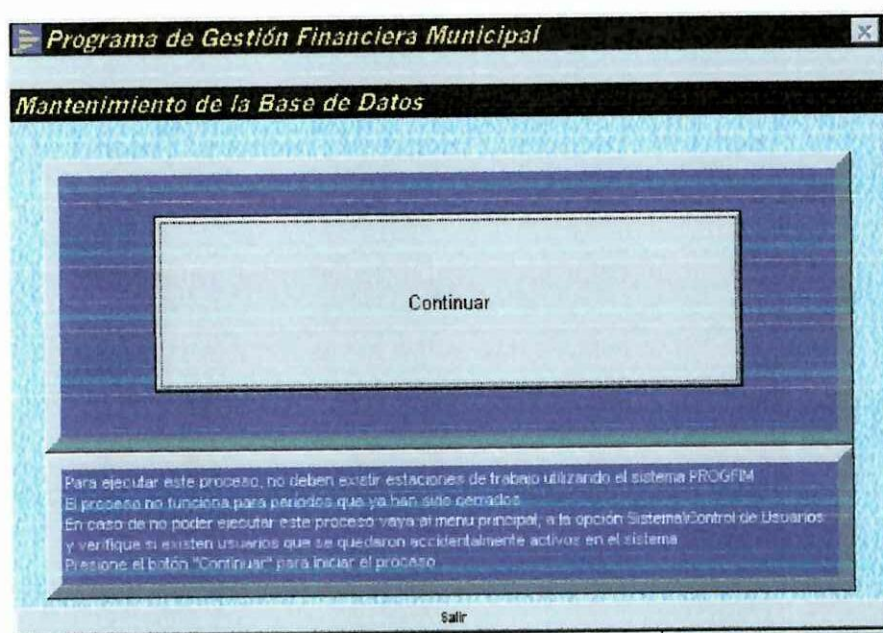 Programa de Gestión Financiera Municipal
Mantenimiento de la Base de Datos
Continuar
Para ejecutar este proceso, no deben existir estaciones de trabajo utilizando el sistema PROGFIM
El proceso no funciona para periodos que ya han sido cerrados
En caso de no poder ejecutar este proceso vaya al menu principal, a la opción Sistema\Control de Usuarios
y verifique si existen usuarios que se quedaron accidentalmente activos en el sistema
Presione el botón "Continuar" para iniciar el proceso
Salir